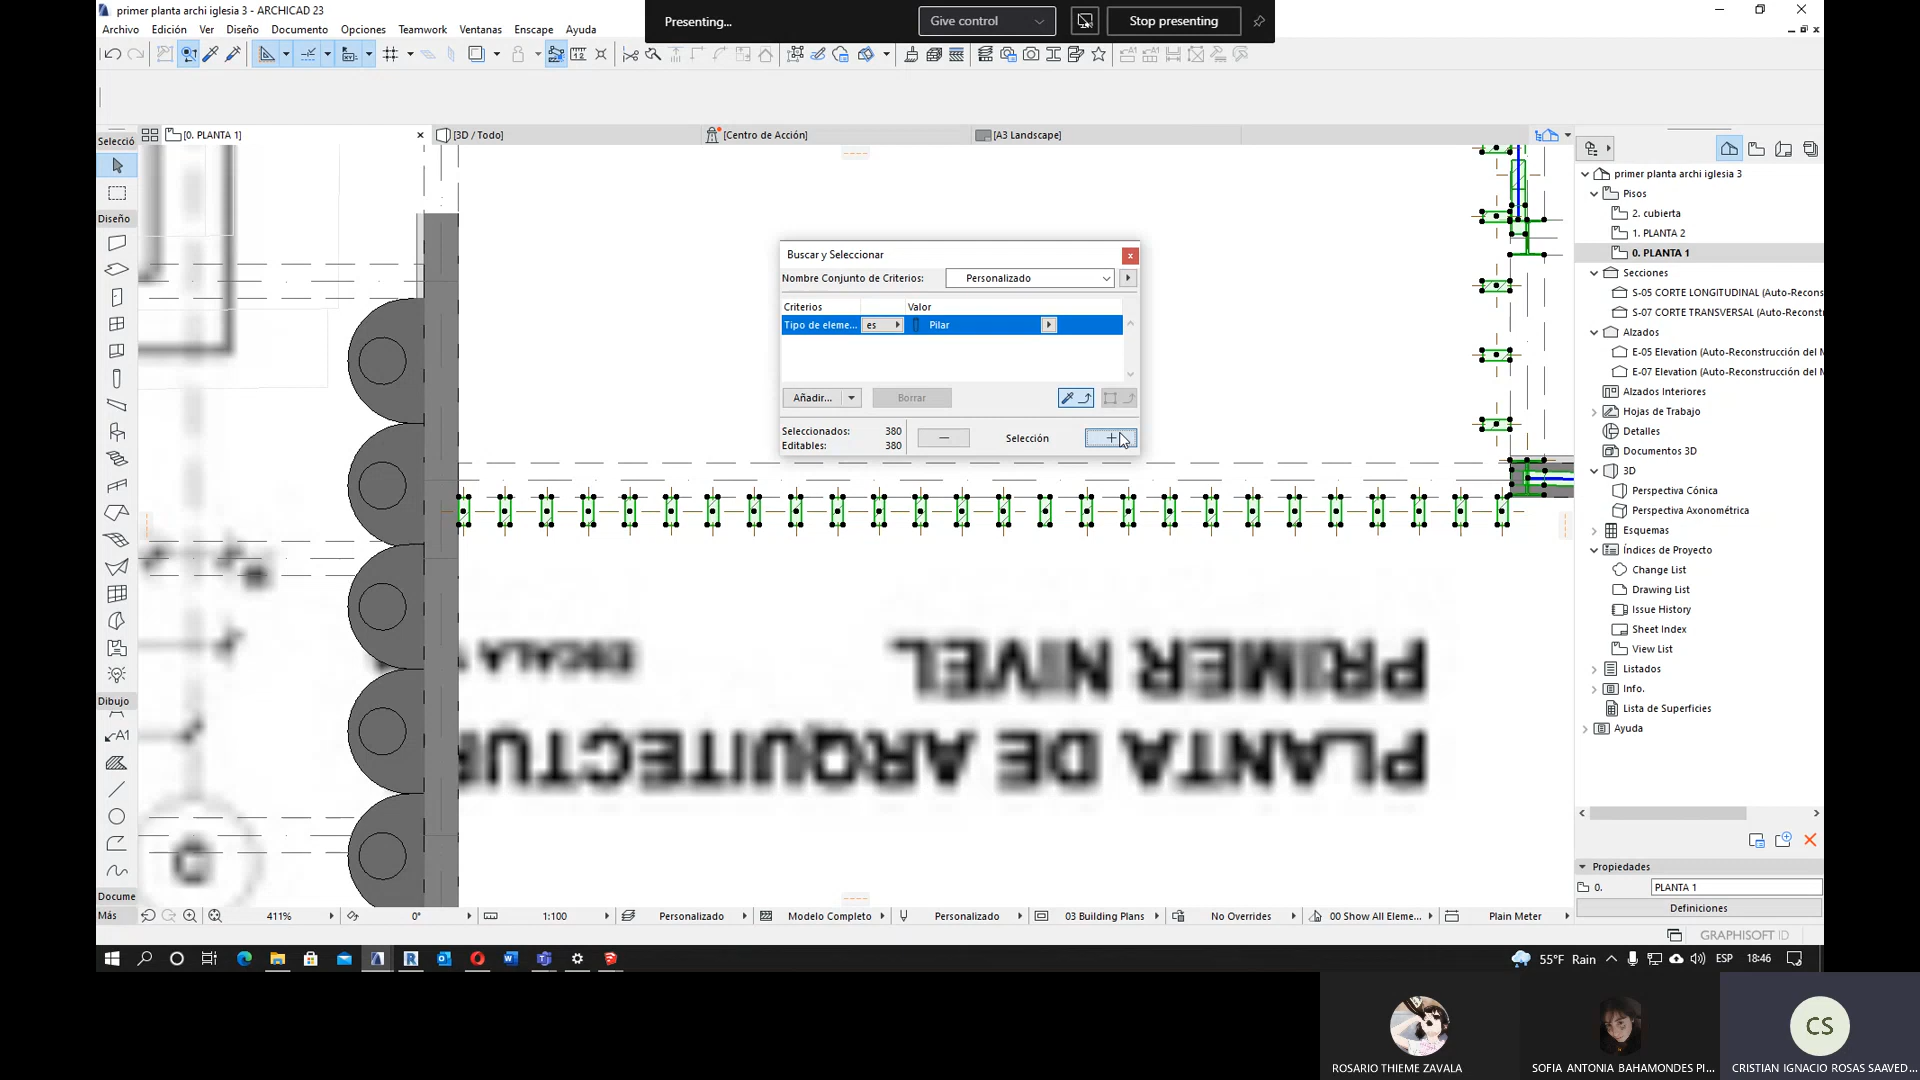 primer planta archi iglesia 3 - ARCHICAD 23
Presenting...
Give control
Stop presenting
Archivo Edición Ver Diseño Documento Opciones Teamwork Ventanas Enscape Ayuda
Selecció
[0. PLANTA 1]
[3D / Todo]
[Centro de Acción]
[A3 Landscape]
Diseño
Buscar y Seleccionar
Nombre Conjunto de Criterios: Personalizado
Criterios Valor
Tipo de eleme... es Pilar
Añadir... Borrar
Seleccionados: 380
Editables: 380
Selección
primer planta archi iglesia 3
Pisos
2. cubierta
1. PLANTA 2
0. PLANTA 1
Secciones
S-05 CORTE LONGITUDINAL (Auto-Recons
S-07 CORTE TRANSVERSAL (Auto-Recons
Alzados
E-05 Elevation (Auto-Reconstrucción del M
E-07 Elevation (Auto-Reconstrucción del M
Alzados Interiores
Hojas de Trabajo
Detalles
Documentos 3D
3D
Perspectiva Cónica
Perspectiva Axonométrica
Esquemas
Índices de Proyecto
Change List
Drawing List
Issue History
Sheet Index
View List
Listados
Info.
Lista de Superficies
Ayuda
ESCALA
PRIMER NIVEL
PLANTA DE ARQUITECTUR
G
Dibujo
A1
Docume
Más
Propiedades
0. PLANTA 1
Definiciones
411% 0° 1:100 Personalizado Modelo Completo Personalizado 03 Building Plans No Overrides 00 Show All Eleme... Plain Meter
GRAPHISOFT ID
55°F Rain ESP 18:46
CS
ROSARIO THIEME ZAVALA
SOFIA ANTONIA BAHAMONDES PI...
CRISTIAN IGNACIO ROSAS SAAVED...